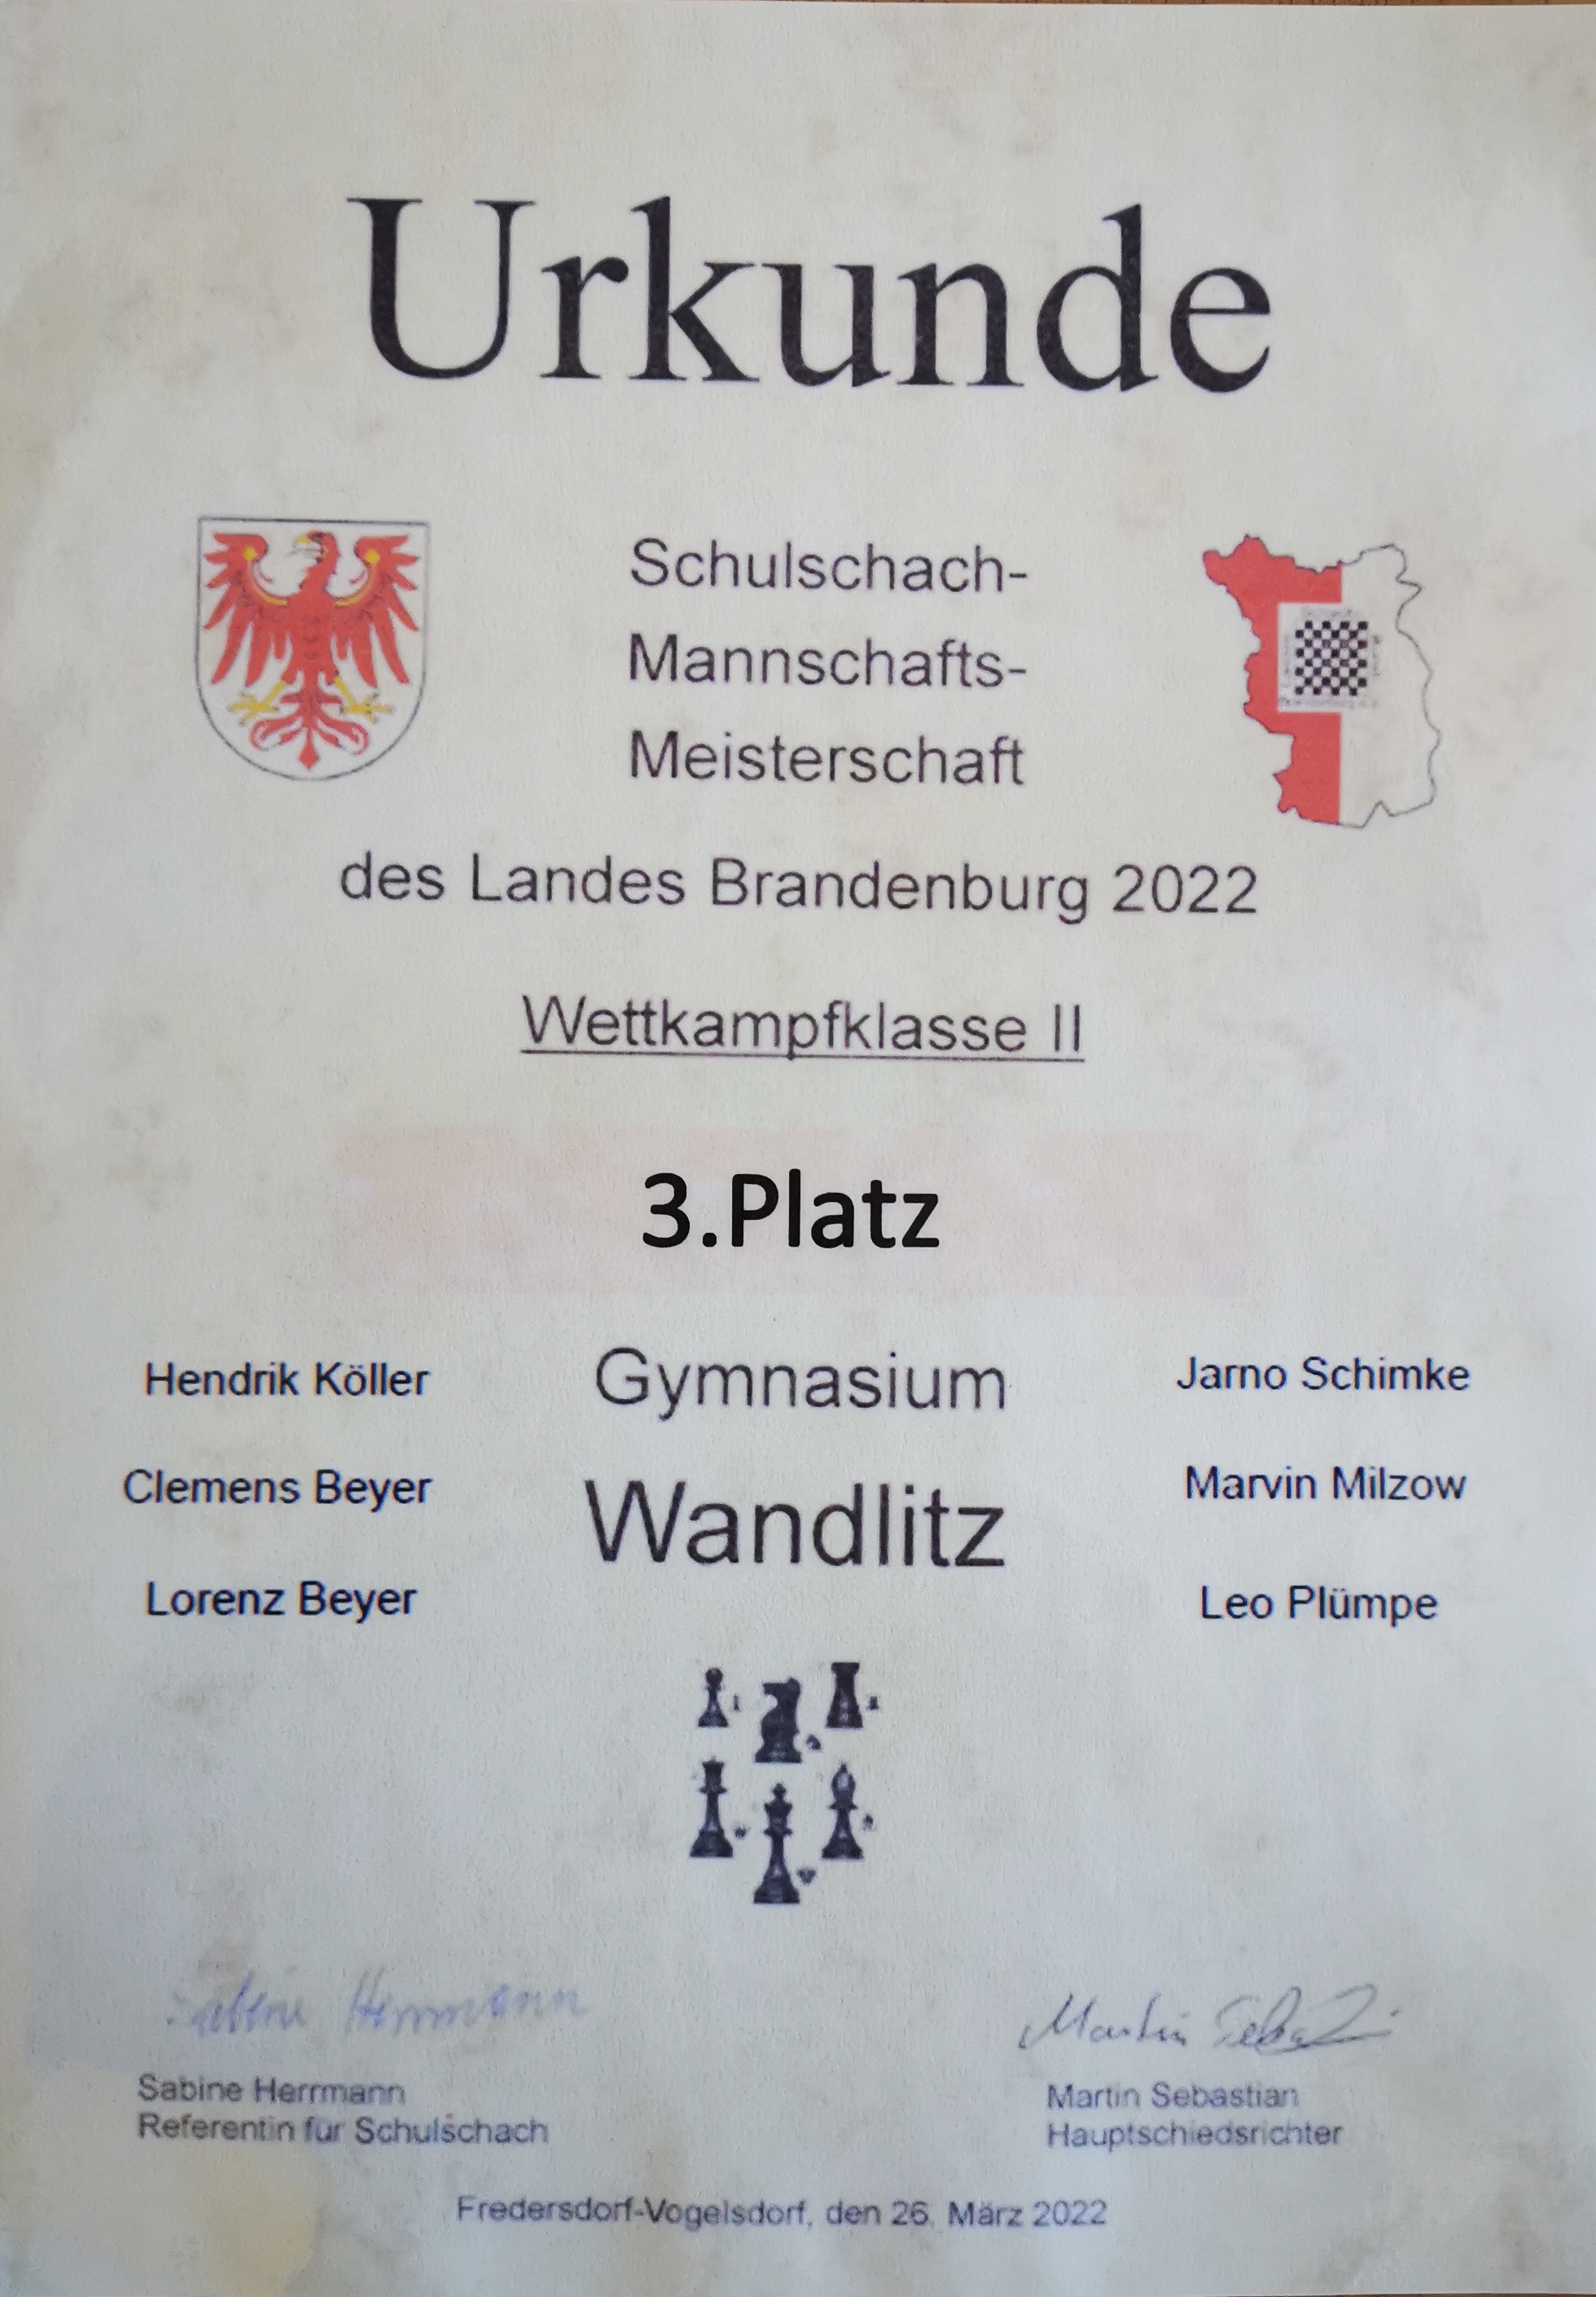 Urkunde
Schulschach-
Mannschafts-
Meisterschaft
des Landes Brandenburg 2022
Wettkampfklasse II
3.Platz
Hendrik Köller
Gymnasium
Jarno Schimke
Clemens Beyer
Wandlitz
Marvin Milzow
Lorenz Beyer
Leo Plümpe
Sabine Herrmann
Martin Sebastian
Sabine Herrmann
Referentin für Schulschach
Martin Sebastian
Hauptschiedsrichter
Fredersdorf-Vogelsdorf, den 26. März 2022